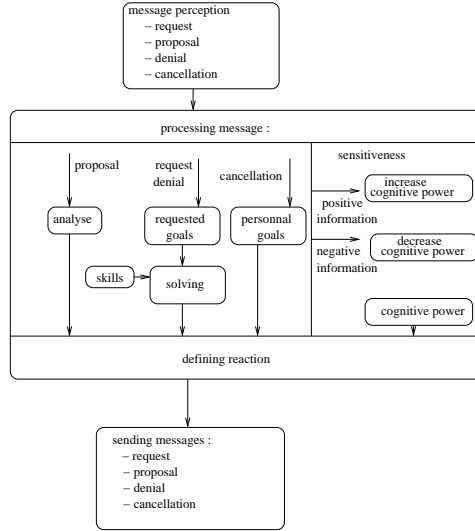 message perception
– request
– proposal
– denial
– cancellation
processing message :
proposal
request
denial
cancellation
sensitiveness
increase
cognitive power
positive
information
analyse
requested
goals
personnal
goals
decrease
cognitive power
negative
information
skills
solving
cognitive power
defining reaction
sending messages :
– request
– proposal
– denial
– cancellation